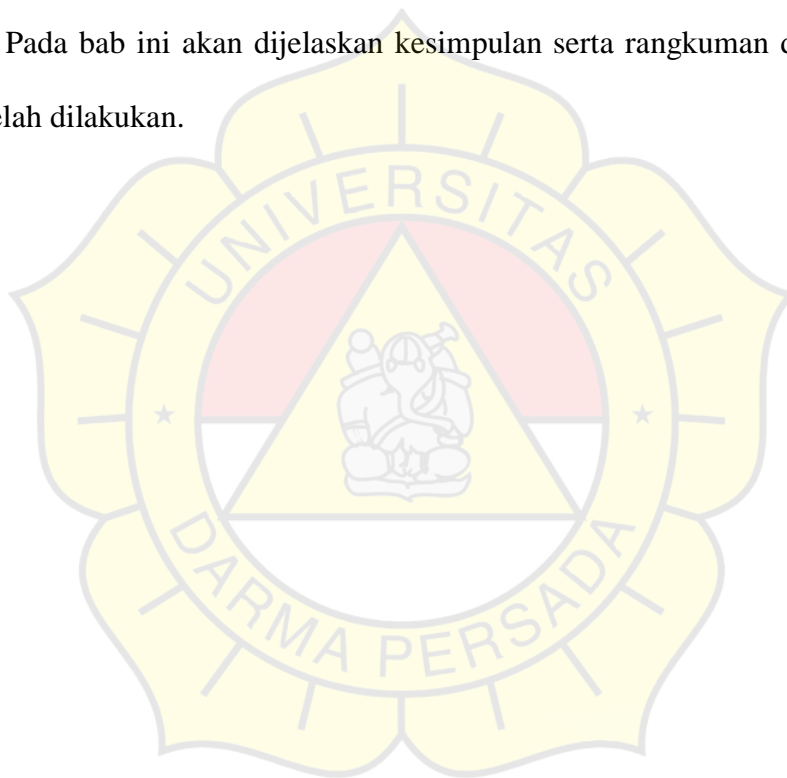 Pada bab ini akan dijelaskan kesimpulan serta rangkuman
elah dilakukan.
UNIVERSITAS
DARMA PERSADA